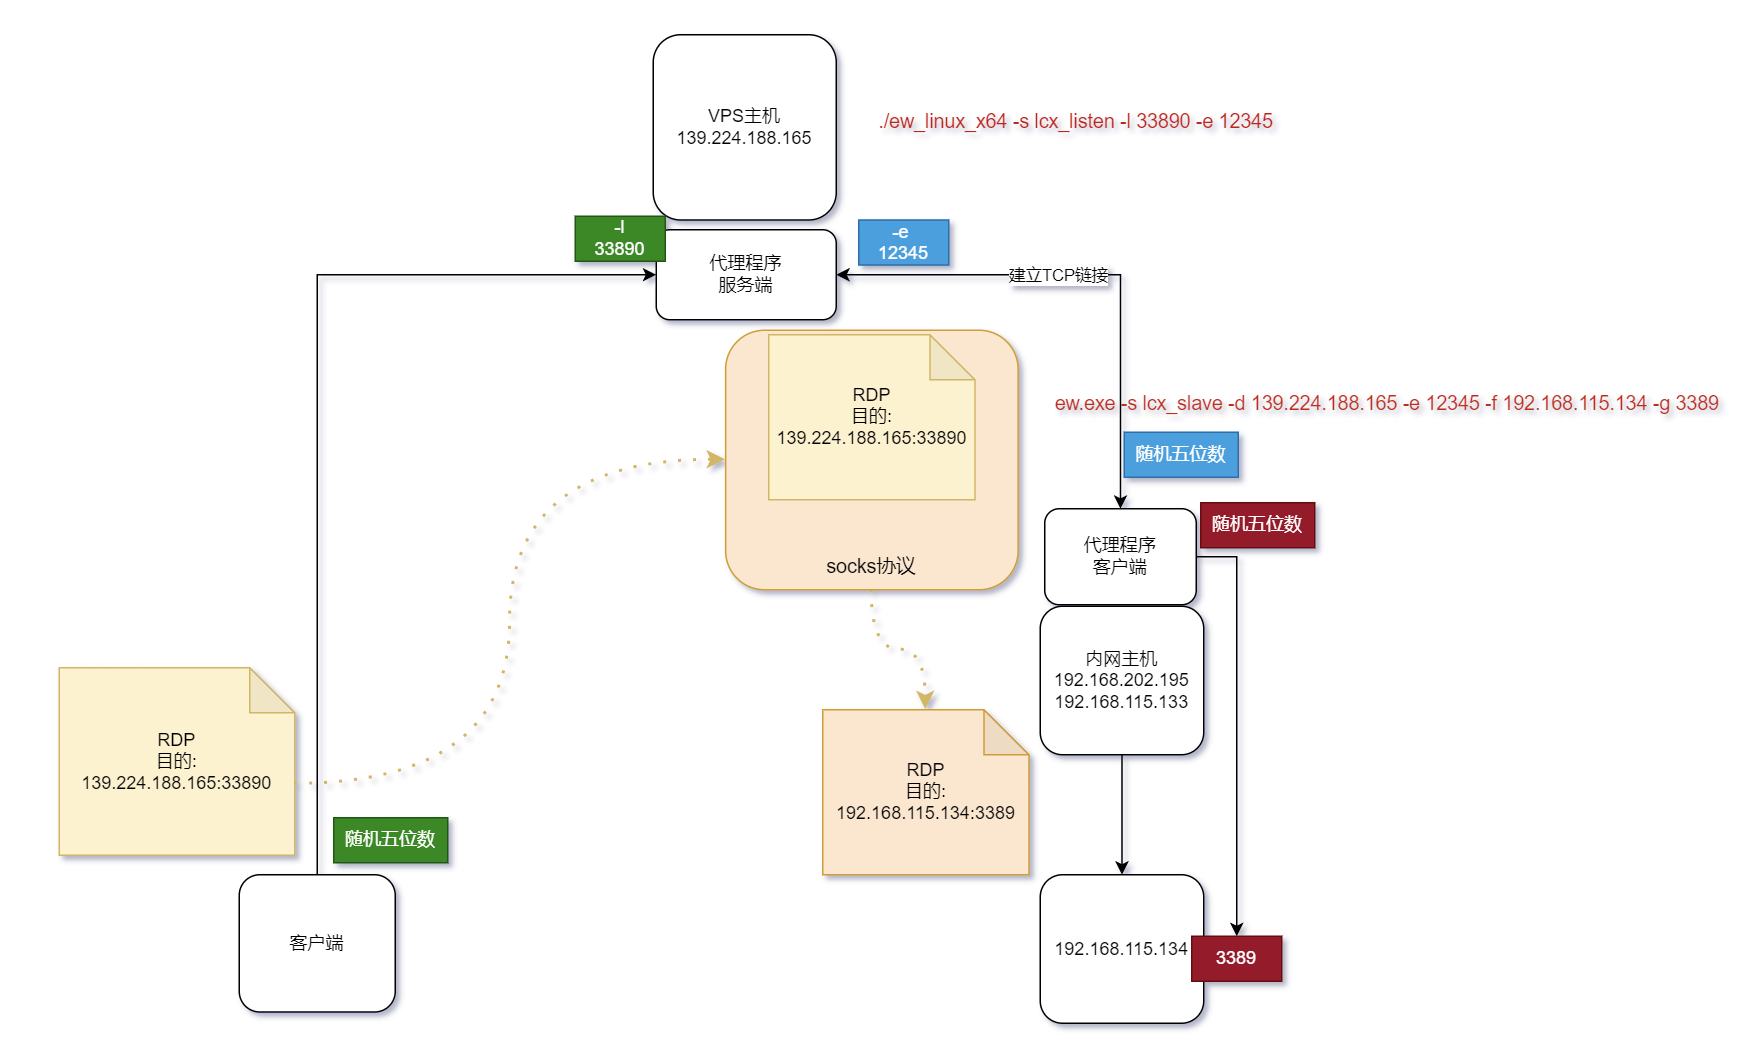 VPS主机
139.224.188.165
./ew_linux_x64 -s lcx_listen -l 33890 -e 12345
-l
33890
-e
12345
代理程序
服务端
建立TCP链接
RDP
目的:
139.224.188.165:33890
socks协议
ew.exe -s lcx_slave -d 139.224.188.165 -e 12345 -f 192.168.115.134 -g 3389
随机五位数
随机五位数
代理程序
客户端
内网主机
192.168.202.195
192.168.115.133
RDP
目的:
139.224.188.165:33890
RDP
目的:
192.168.115.134:3389
随机五位数
客户端
192.168.115.134
3389